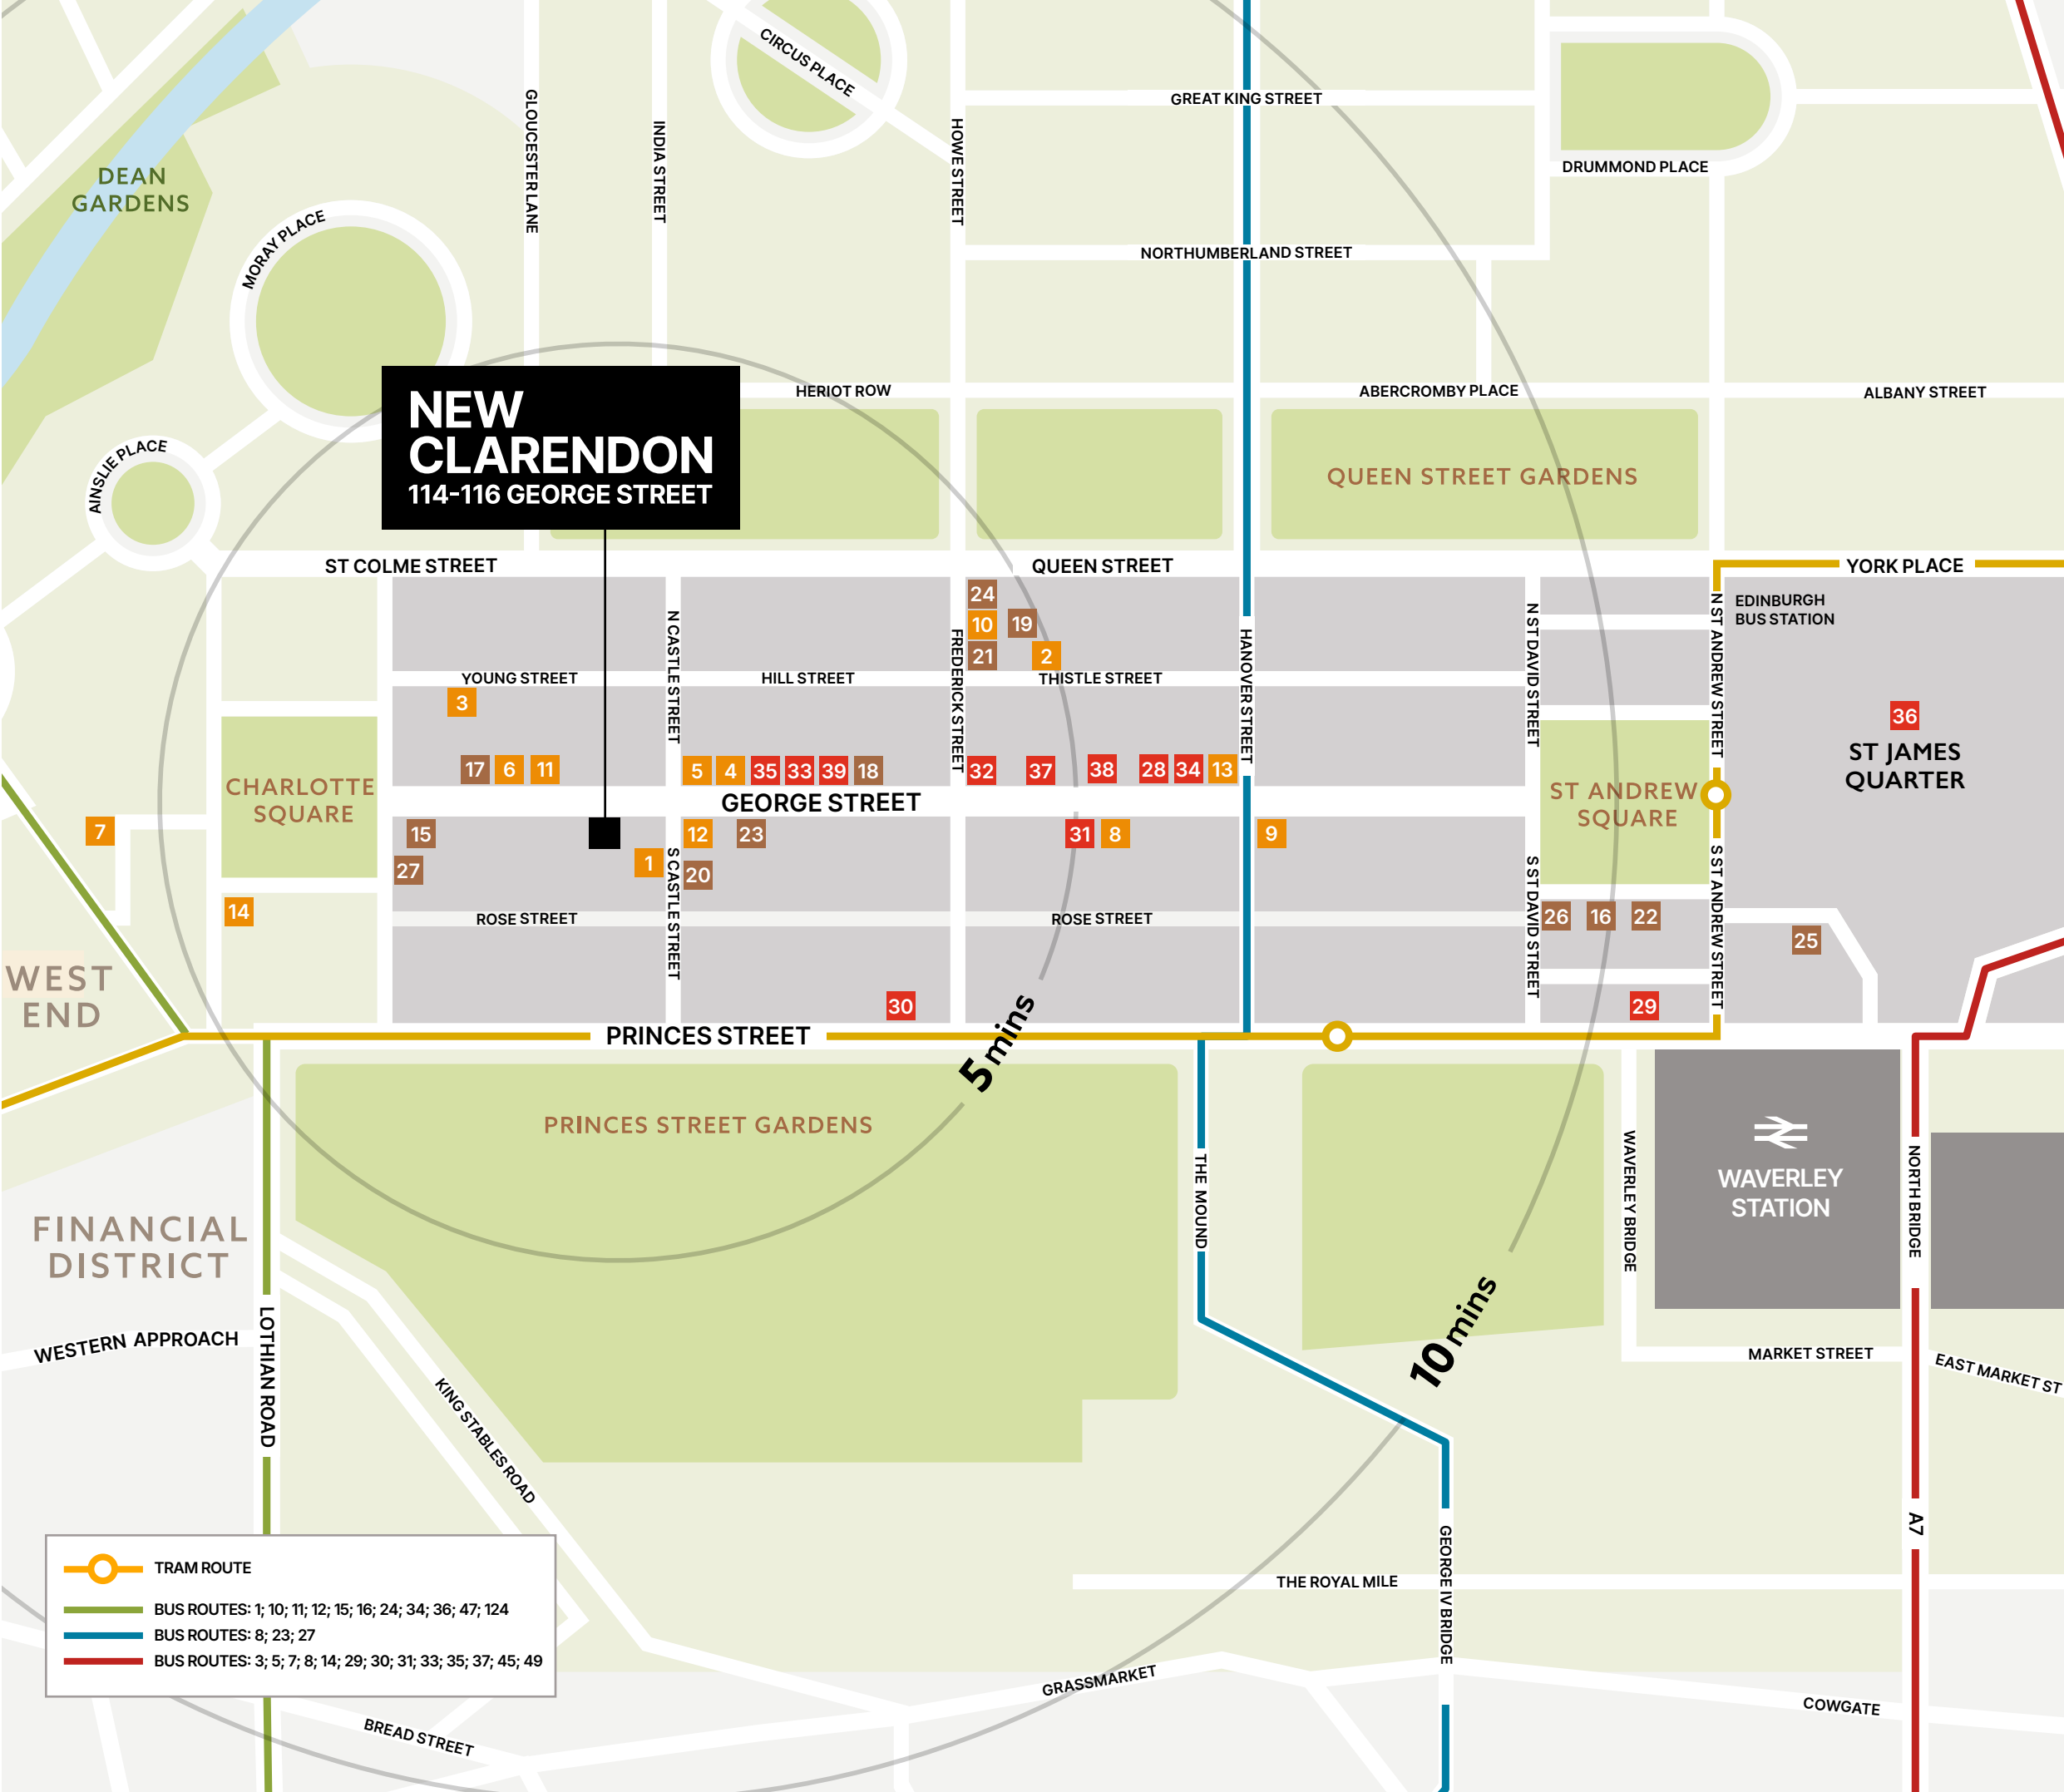 CIRCUS PLACE
GREAT KING STREET
GLOUCESTER LANE
INDIA STREET
HOWE STREET
DRUMMOND PLACE
DEAN
GARDENS
MORAY PLACE
NORTHUMBERLAND STREET
NEW
CLARENDON
114-116 GEORGE STREET
HERIOT ROW
ABERCROMBY PLACE
ALBANY STREET
AINSLIE PLACE
QUEEN STREET GARDENS
ST COLME STREET
QUEEN STREET
YORK PLACE
24
10
19
21
2
EDINBURGH
BUS STATION
N CASTLE STREET
FREDERICK STREET
HANOVER STREET
N ST DAVID STREET
N ST ANDREW STREET
YOUNG STREET
HILL STREET
THISTLE STREET
3
36
ST JAMES
QUARTER
17
6
11
5
4
35
33
39
18
32
37
38
28
34
13
CHARLOTTE
SQUARE
GEORGE STREET
ST ANDREW
SQUARE
7
15
12
23
31
8
9
27
1
20
S CASTLE STREET
S ST DAVID STREET
S ST ANDREW STREET
14
ROSE STREET
ROSE STREET
26
16
22
25
WEST
END
30
29
PRINCES STREET
5 mins
PRINCES STREET GARDENS
THE MOUND
WAVERLEY BRIDGE
WAVERLEY
STATION
NORTH BRIDGE
FINANCIAL
DISTRICT
WESTERN APPROACH
LOTHIAN ROAD
10 mins
MARKET STREET
EAST MARKET ST
KING STABLES ROAD
A7
GEORGE IV BRIDGE
THE ROYAL MILE
TRAM ROUTE
BUS ROUTES: 1; 10; 11; 12; 15; 16; 24; 34; 36; 47; 124
BUS ROUTES: 8; 23; 27
BUS ROUTES: 3; 5; 7; 8; 14; 29; 30; 31; 33; 35; 37; 45; 49
GRASSMARKET
COWGATE
BREAD STREET